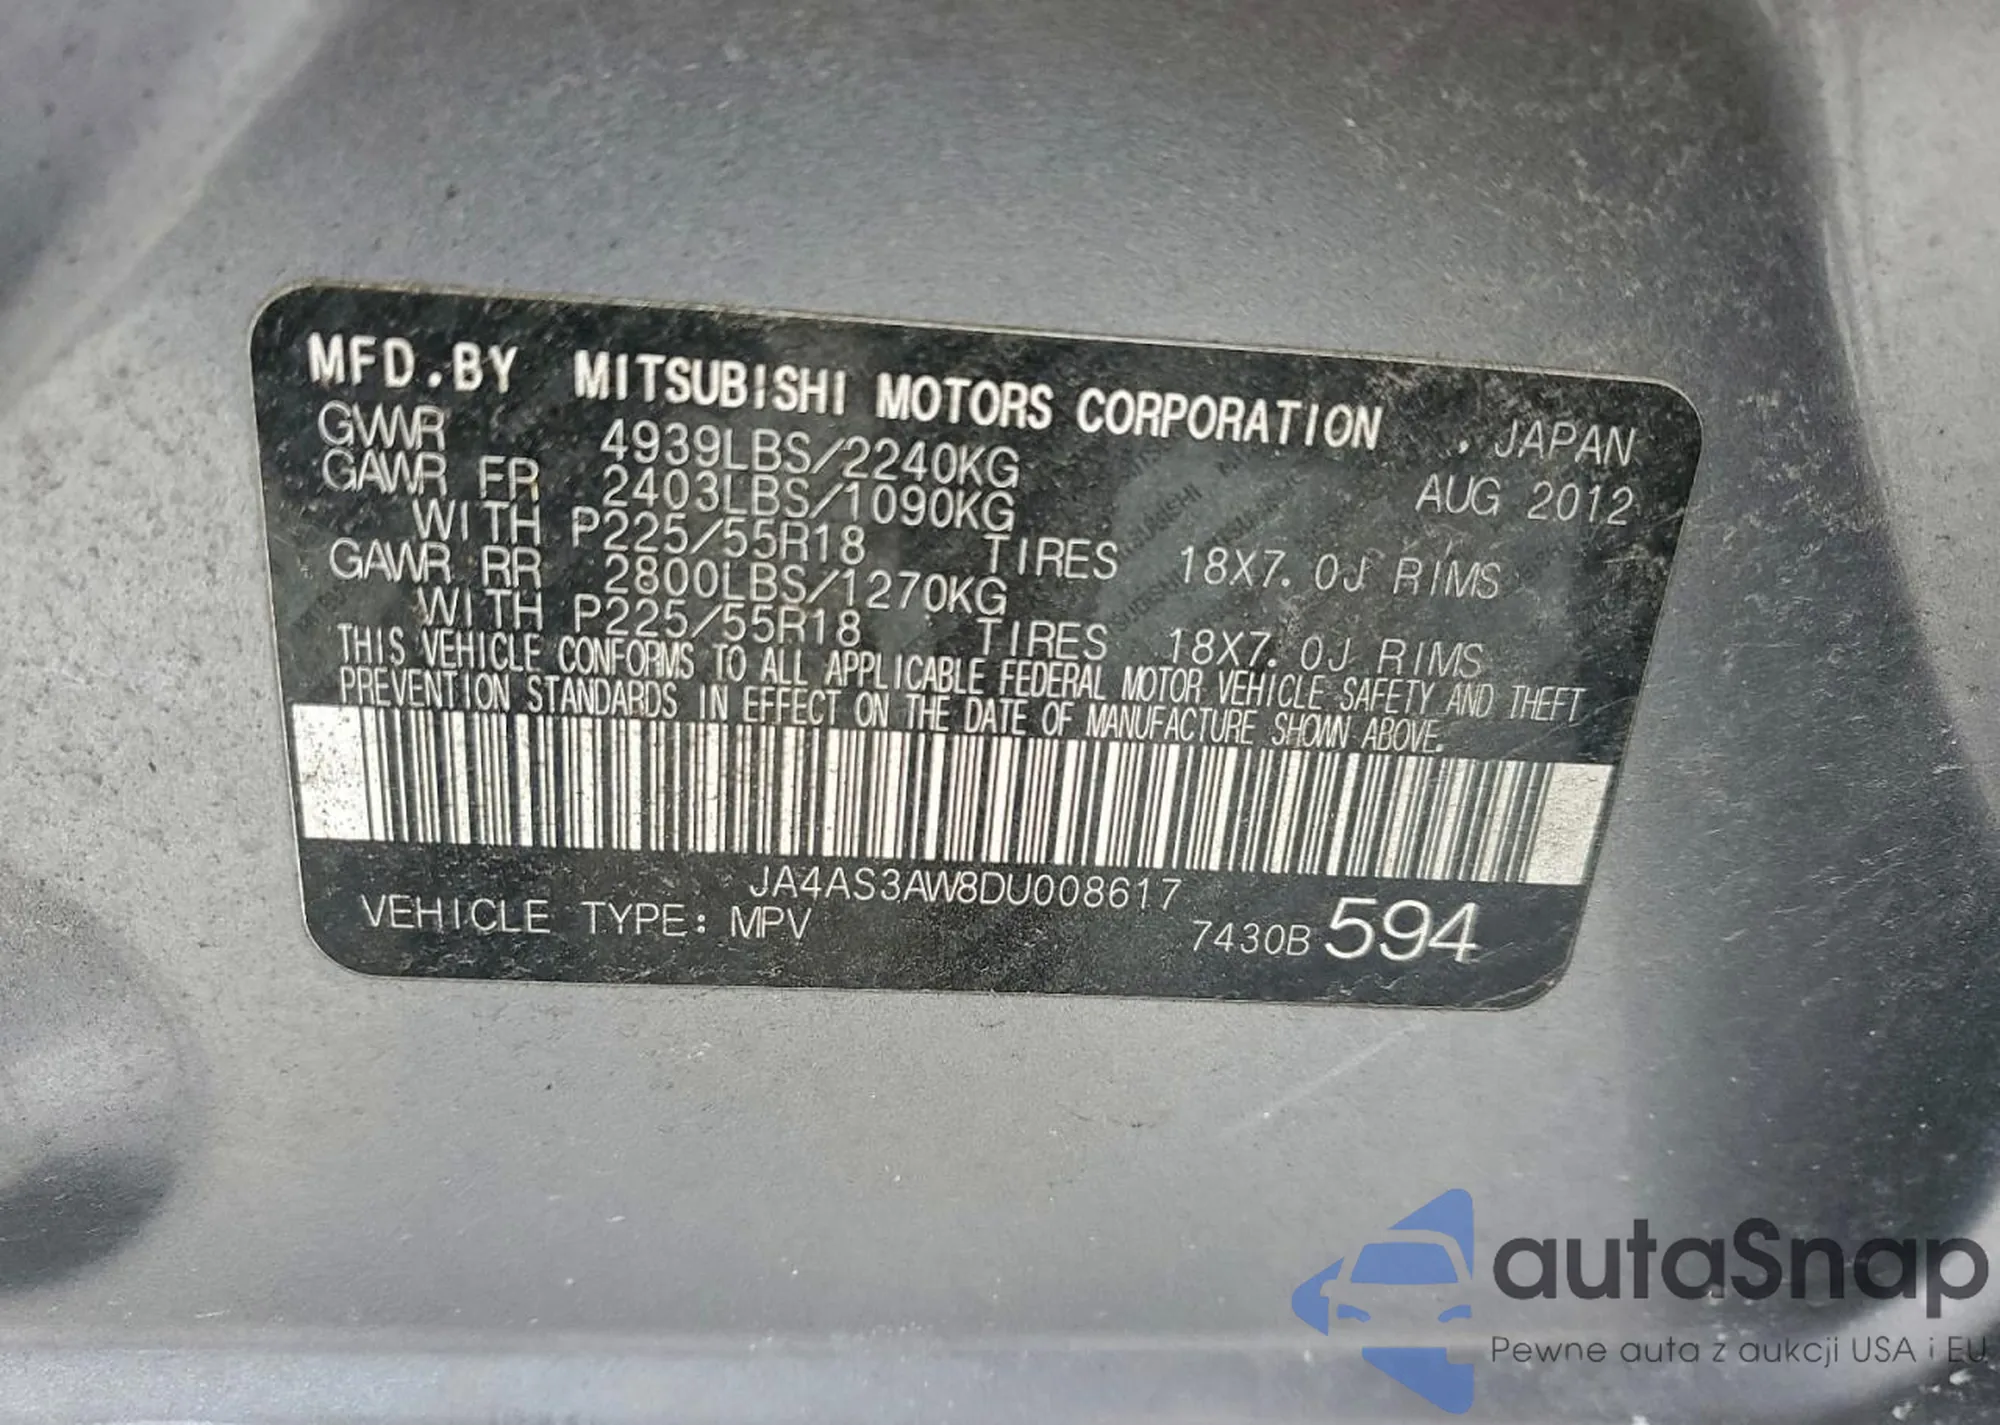 MFD.BY MITSUBISHI MOTORS CORPORATION , JAPAN
GVWR 4939LBS/2240KG AUG 2012
GAWR FR 2403LBS/1090KG
WITH P225/55R18 TIRES 18X7.0J RIMS
GAWR RR 2800LBS/1270KG
WITH P225/55R18 TIRES 18X7.0J RIMS
THIS VEHICLE CONFORMS TO ALL APPLICABLE FEDERAL MOTOR VEHICLE SAFETY AND THEFT
PREVENTION STANDARDS IN EFFECT ON THE DATE OF MANUFACTURE SHOWN ABOVE.
JA4AS3AW8DU008617
VEHICLE TYPE: MPV 7430B 594
autaSnap
Pewne auta z aukcji USA i EU